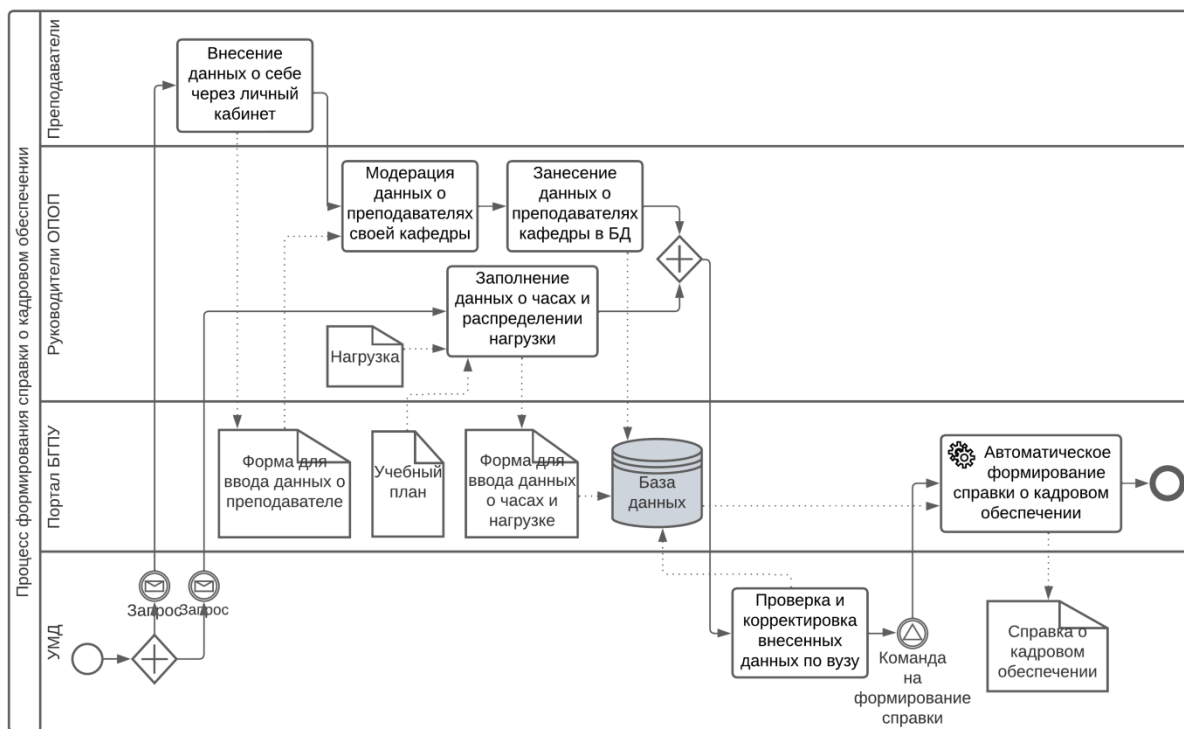 Процесс формирования справки о кадровом обеспечении
Преподаватели
Внесение
данных о себе
через личный
кабинет
Руководители ОПОП
Модерация
данных о
преподавателях
своей кафедры
Занесение
данных о
преподавателях
кафедры в БД
Заполнение
данных о часах и
распределении
нагрузки
Нагрузка
Портал БГПУ
Форма для
ввода данных о
преподавателе
Учебный
план
Форма для
ввода данных
о часах и
нагрузке
База
данных
Автоматическое
формирование
справки о кадровом
обеспечении
УМД
Запрос
Запрос
Проверка и
корректировка
внесенных
данных по вузу
Команда
на
формирование
справки
Справка о
кадровом
обеспечении